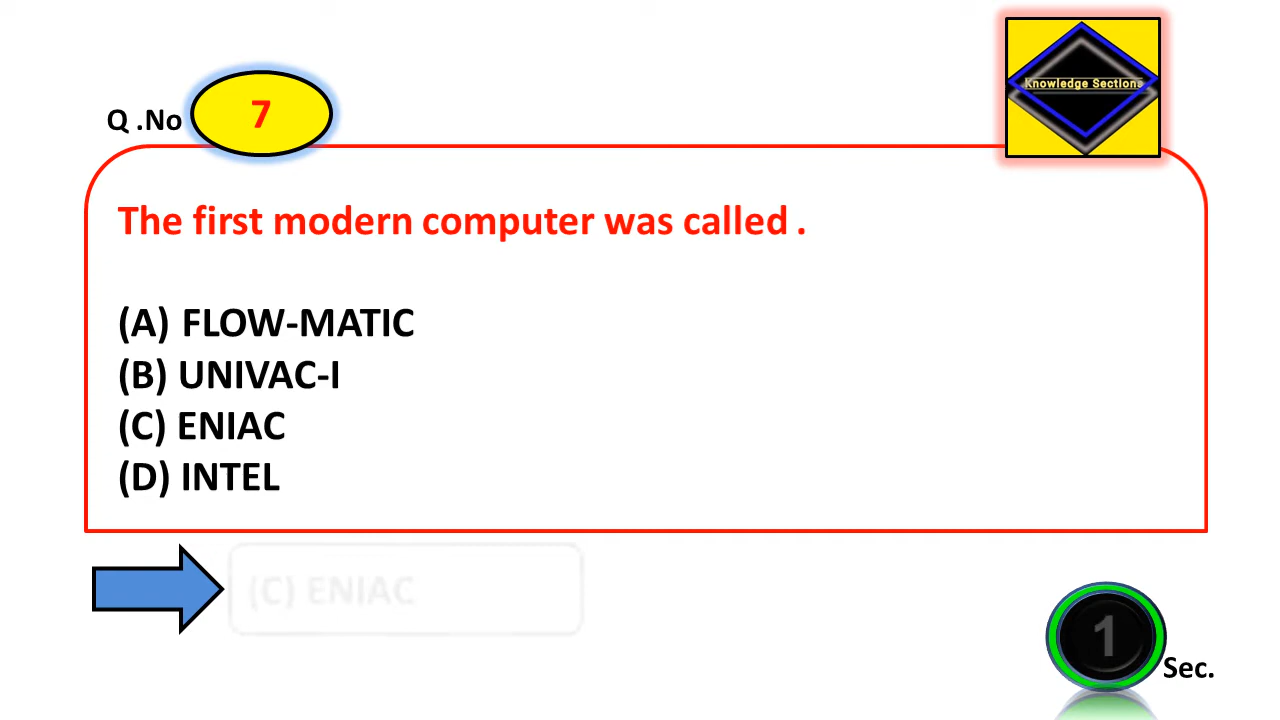 Q .No 7
Knowledge Sections
The first modern computer was called .
(A) FLOW-MATIC
(B) UNIVAC-I
(C) ENIAC
(D) INTEL
(C) ENIAC
1 Sec.